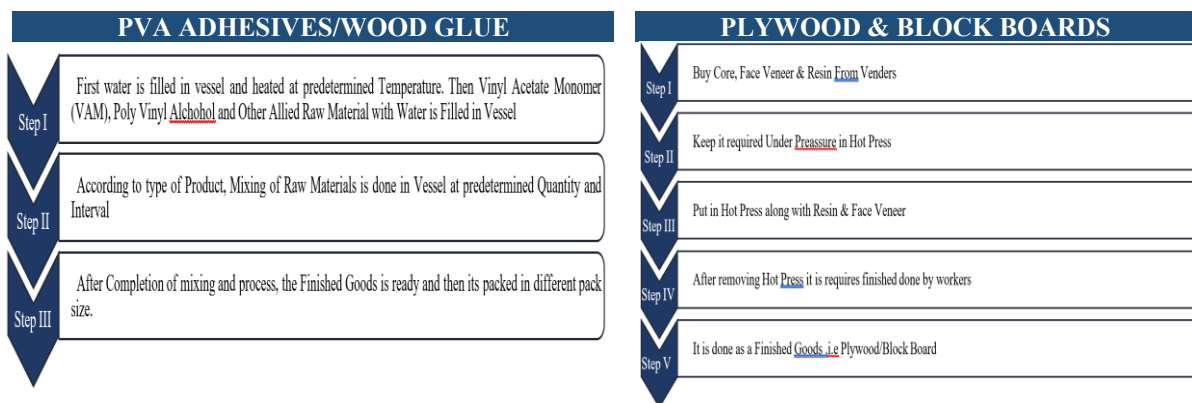 PVA ADHESIVES/WOOD GLUE
Step I
First water is filled in vessel and heated at predetermined Temperature. Then Vinyl Acetate Monomer
(VAM), Poly Vinyl Alchohol and Other Allied Raw Material with Water is Filled in Vessel
Step II
According to type of Product, Mixing of Raw Materials is done in Vessel at predetermined Quantity and
Interval
Step III
After Completion of mixing and process, the Finished Goods is ready and then its packed in different pack
size.
PLYWOOD & BLOCK BOARDS
Step I
Buy Core, Face Veneer & Resin From Venders
Step II
Keep it required Under Preassure in Hot Press
Step III
Put in Hot Press along with Resin & Face Veneer
Step IV
After removing Hot Press it is requires finished done by workers
Step V
It is done as a Finished Goods .i.e Plywood/Block Board